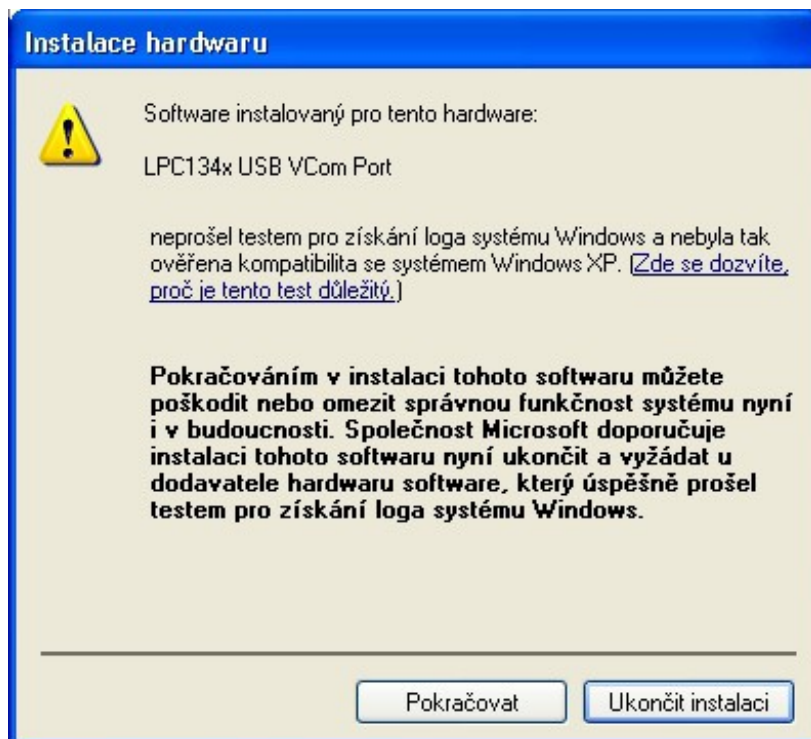 Instalace hardwaru
Software instalovaný pro tento hardware:
LPC134x USB VCom Port
neprošel testem pro získání loga systému Windows a nebyla tak
ověřena kompatibilita se systémem Windows XP. (Zde se dozvíte,
proč je tento test důležitý.)
Pokračováním v instalaci tohoto softwaru můžete
poškodit nebo omezit správnou funkčnost systému nyní
i v budoucnosti. Společnost Microsoft doporučuje
instalaci tohoto softwaru nyní ukončit a vyžádat u
dodavatele hardwaru software, který úspěšně prošel
testem pro získání loga systému Windows.
Pokračovat
Ukončit instalaci